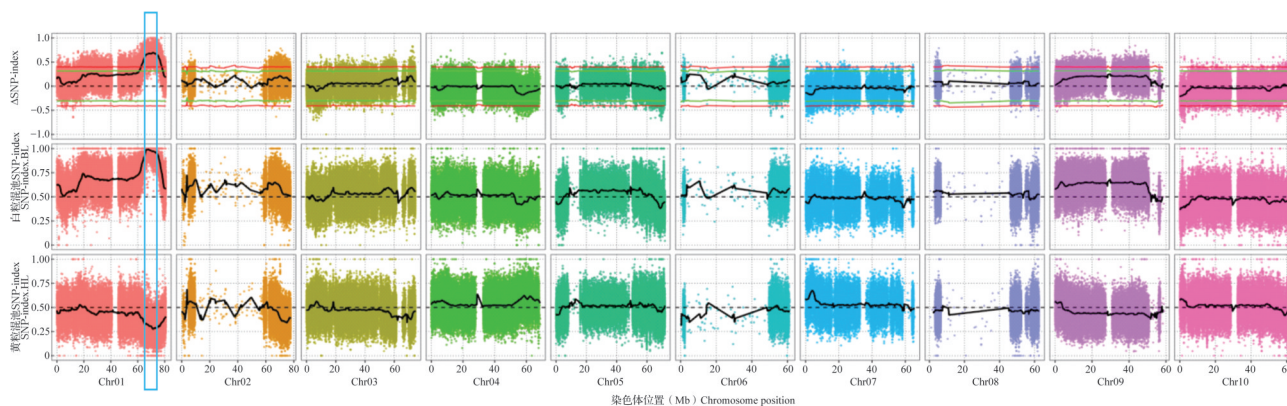 ΔSNP-index
1.0
0.5
0
−0.5
−1.0
白粒混池SNP-index
SNP-index.BL
1.00
0.75
0.50
0.25
0
黄粒混池SNP-index
SNP-index.HL
1.00
0.75
0.50
0.25
0
0 20 40 60 80 0 20 40 60 80 0 20 40 60 0 20 40 60 0 20 40 60 0 20 40 60 0 20 40 60 0 20 40 60 0 20 40 60 0 20 40 60
Chr01 Chr02 Chr03 Chr04 Chr05 Chr06 Chr07 Chr08 Chr09 Chr10
染色体位置（Mb）Chromosome position